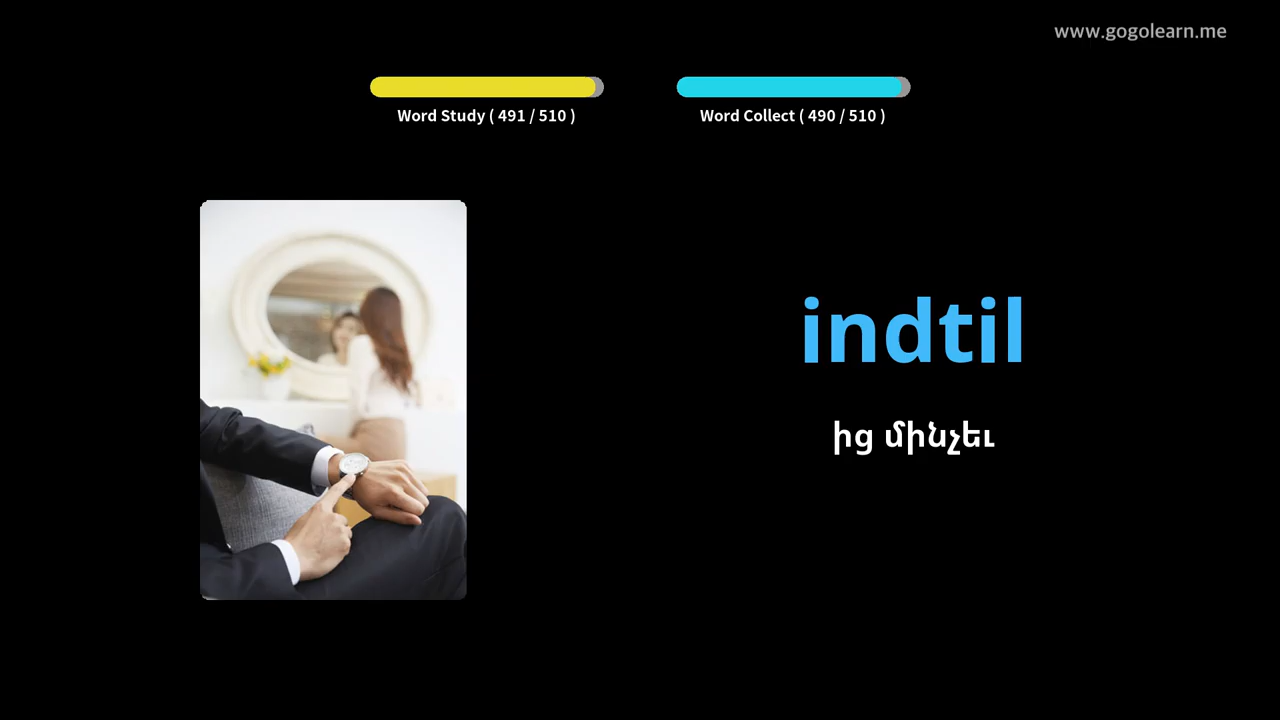 www.gogolearn.me
Word Study ( 491 / 510 )
Word Collect ( 490 / 510 )
indtil
ից մինչեւ